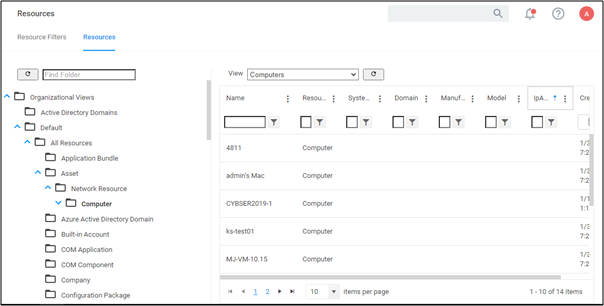 Resources
A
Resource Filters Resources
Find Folder
View Computers
Organizational Views
Active Directory Domains
Default
All Resources
Application Bundle
Asset
Network Resource
Computer
Azure Active Directory Domain
Built-in Account
COM Application
COM Component
Company
Configuration Package
Name Resou... Syste... Domain Manuf... Model IpA... Cre
4811 Computer 1/3
7:2
admin's Mac Computer 1/3
7:2
CYBSER2019-1 Computer 1/1
1:1
ks-test01 Computer 1/3
7:2
MJ-VM-10.15 Computer 1/3
7:2
1 2 10 items per page 1 - 10 of 14 items